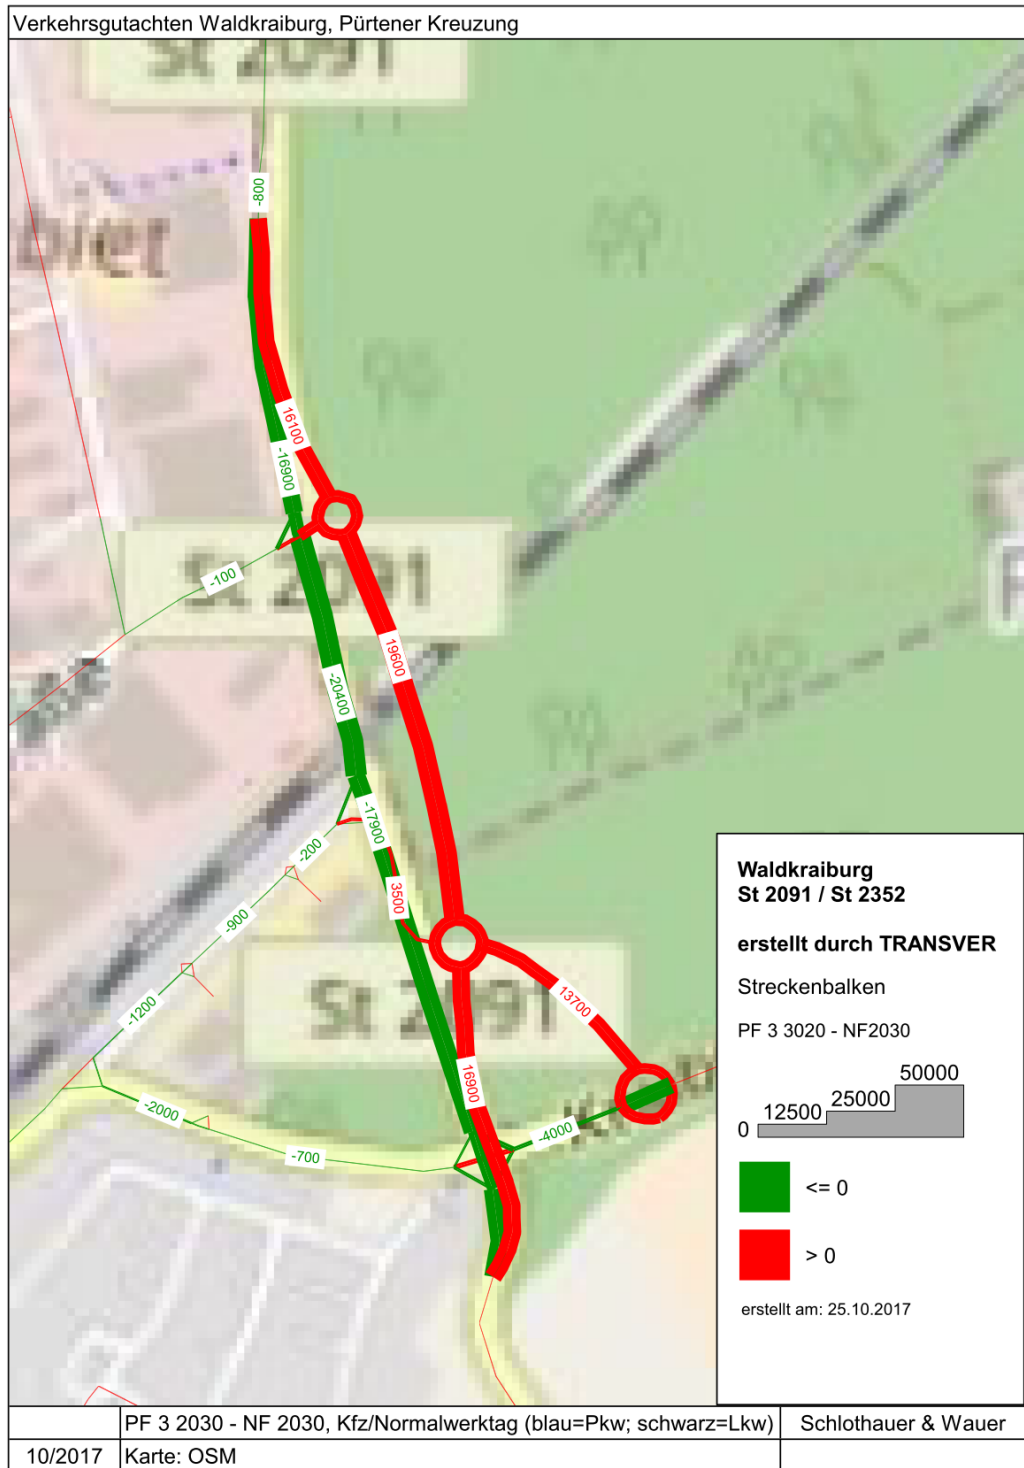 Verkehrsgutachten Waldkraiburg, Pürtener Kreuzung
St 2091
-800
biet
16100
-16900
-100
St 2091
19600
-20400
-17900
-200
3500
-900
St 2091
13700
-1200
16900
-2000
-4000
-700
Waldkraiburg
St 2091 / St 2352
erstellt durch TRANSVER
Streckenbalken
PF 3 3020 - NF2030
0 12500 25000 50000
<= 0
> 0
erstellt am: 25.10.2017
PF 3 2030 - NF 2030, Kfz/Normalwerktag (blau=Pkw; schwarz=Lkw) Schlothauer & Wauer
10/2017 Karte: OSM